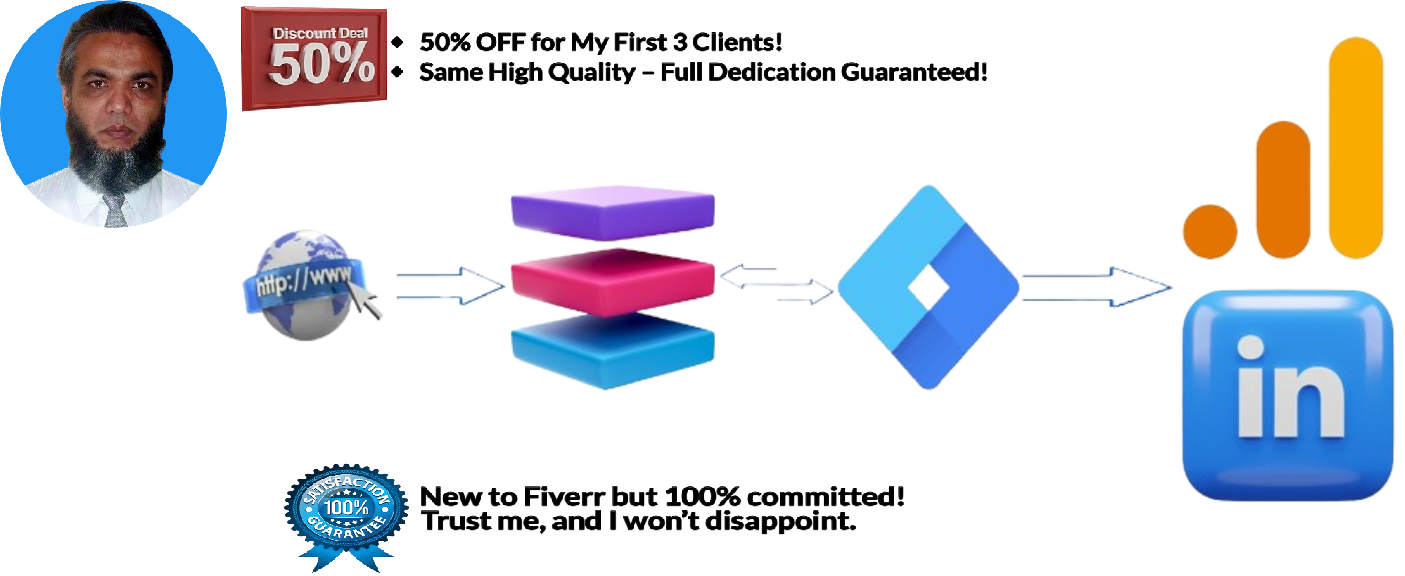 Discount Deal
50%
50% OFF for My First 3 Clients!
Same High Quality – Full Dedication Guaranteed!
http://www
in
SATISFACTION
100%
GUARANTEE
New to Fiverr but 100% committed!
Trust me, and I won't disappoint.